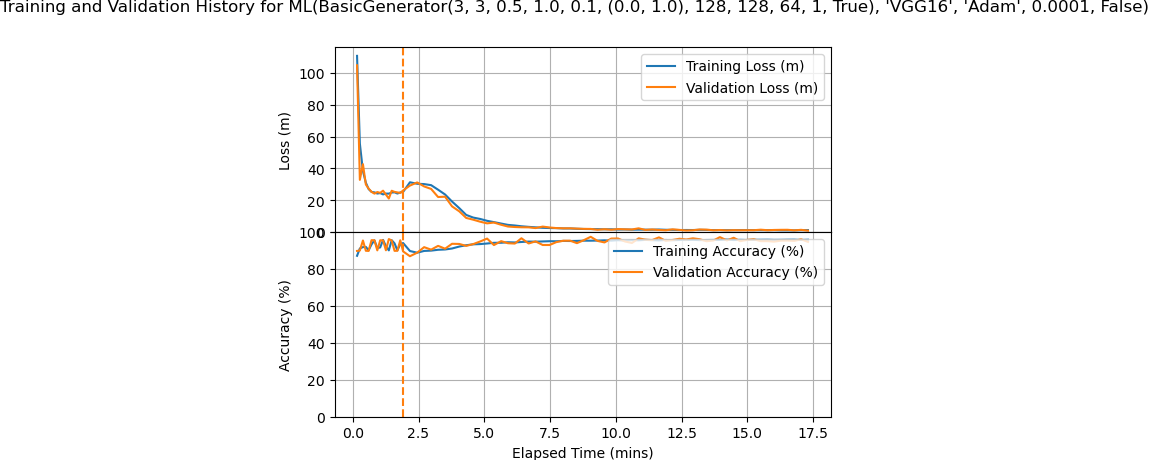 Training and Validation History for ML(BasicGenerator(3, 3, 0.5, 1.0, 0.1, (0.0, 1.0), 128, 128, 64, 1, True), 'VGG16', 'Adam', 0.0001, False)
Training Loss (m)
Validation Loss (m)
Loss (m)
100
80
60
40
20
0
Training Accuracy (%)
Validation Accuracy (%)
Accuracy (%)
100
80
60
40
20
0
0.0 2.5 5.0 7.5 10.0 12.5 15.0 17.5
Elapsed Time (mins)